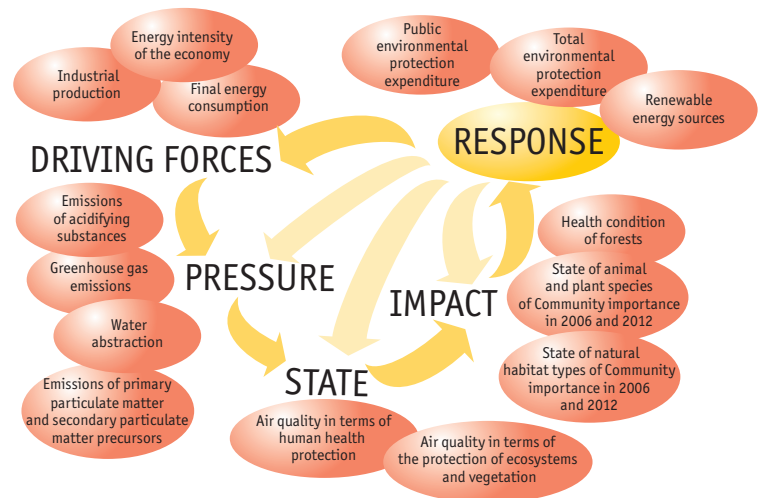 Energy intensity
of the economy
Industrial
production
Final energy
consumption
Public
environmental
protection
expenditure
Total
environmental
protection
expenditure
Renewable
energy sources
RESPONSE
DRIVING FORCES
Emissions
of acidifying
substances
Greenhouse gas
emissions
Water
abstraction
Emissions of primary
particulate matter
and secondary particulate
matter precursors
PRESSURE
IMPACT
Health condition
of forests
State of animal
and plant species
of Community importance
in 2006 and 2012
State of natural
habitat types of Community
importance in 2006
and 2012
STATE
Air quality in terms of
human health
protection
Air quality in terms of
the protection of ecosystems
and vegetation